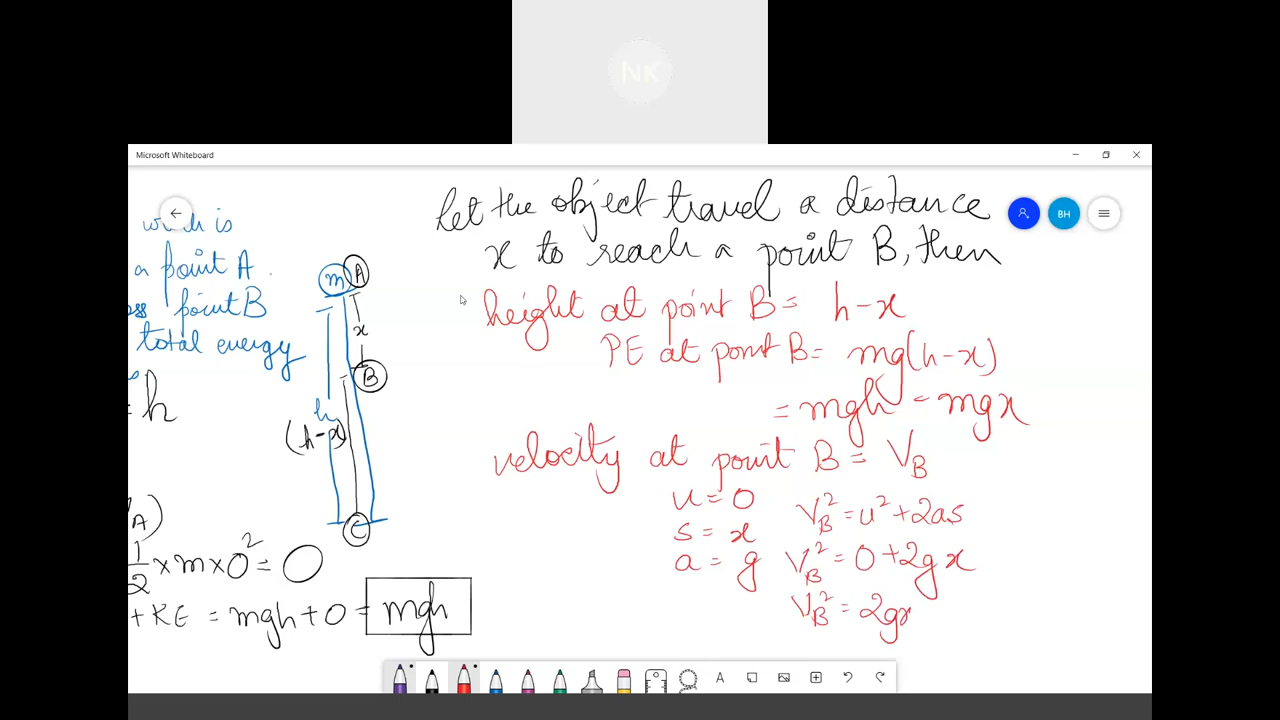 NK
Microsoft Whiteboard
which is
a point A.
point B
total energy
= h
A)
1/2 × m × 0² = 0
+ KE = mgh + 0 = mgh
m A
x
B
h
(h-x)
C
let the object travel a distance
x to reach a point B, then
height at point B = h-x
PE at point B = mg(h-x)
= mgh - mgx
velocity at point B = V_B
u = 0
s = x
a = g
V_B² = u² + 2as
V_B² = 0 + 2gx
V_B² = 2gx
BH
A